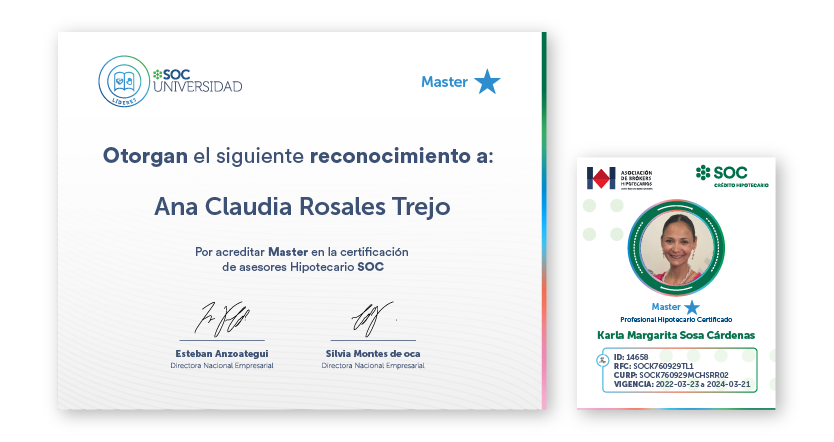 SOC
UNIVERSIDAD
LÍDERES
Master
Otorgan el siguiente reconocimiento a:
Ana Claudia Rosales Trejo
Por acreditar Master en la certificación
de asesores Hipotecario SOC
Esteban Anzoategui
Directora Nacional Empresarial
Silvia Montes de oca
Directora Nacional Empresarial
ASOCIACIÓN
DE BRÓKERS
HIPOTECARIOS
SOC
CRÉDITO HIPOTECARIO
Master
Profesional Hipotecario Certificado
Karla Margarita Sosa Cárdenas
ID: 14658
RFC: SOCK760929TL1
CURP: SOCK760929MCHSRR02
VIGENCIA: 2022-03-23 a 2024-03-21